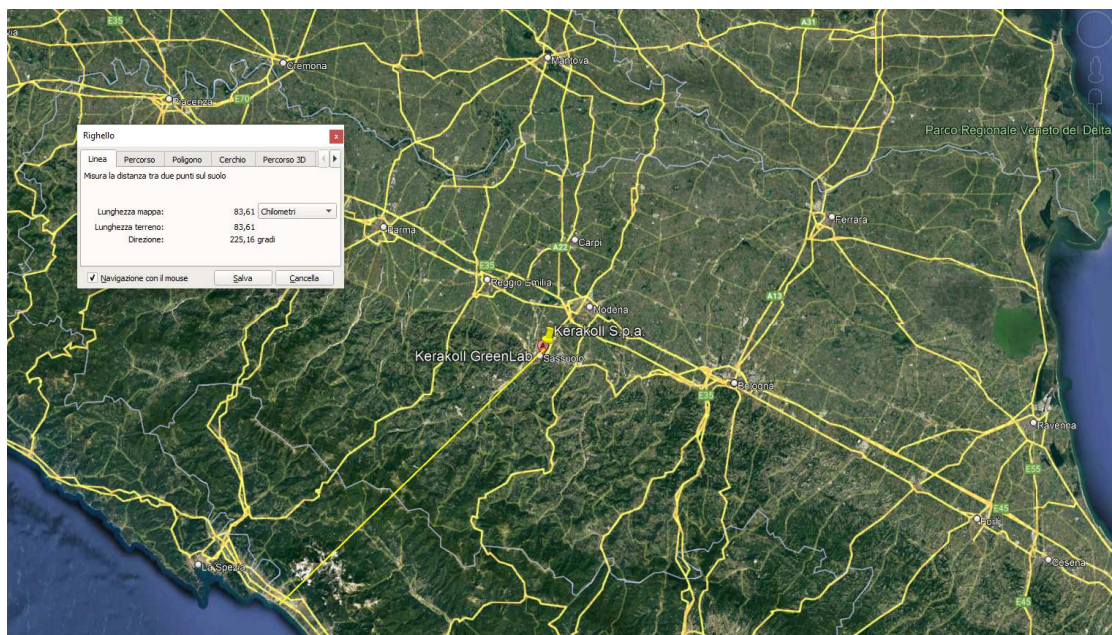 E35
A31
via
Cremona
Mantova
Piacenza
E70
Righello
x
Linea Percorso Poligono Cerchio Percorso 3D
Misura la distanza tra due punti sul suolo
Lunghezza mappa: 83,61 Chilometri
Lunghezza terreno: 83,61
Direzione: 225,16 gradi
Navigazione con il mouse Salva Cancella
Parco Regionale Veneto del Delta
Ferrara
Parma
Carpi
A22
E35
Reggio Emilia
A13
Modena
Kerakoll S.p.a.
Kerakoll GreenLab
Sassuolo
Bologna
E35
Ravenna
E55
E45
Forlì
Cesena
La Spezia
E45